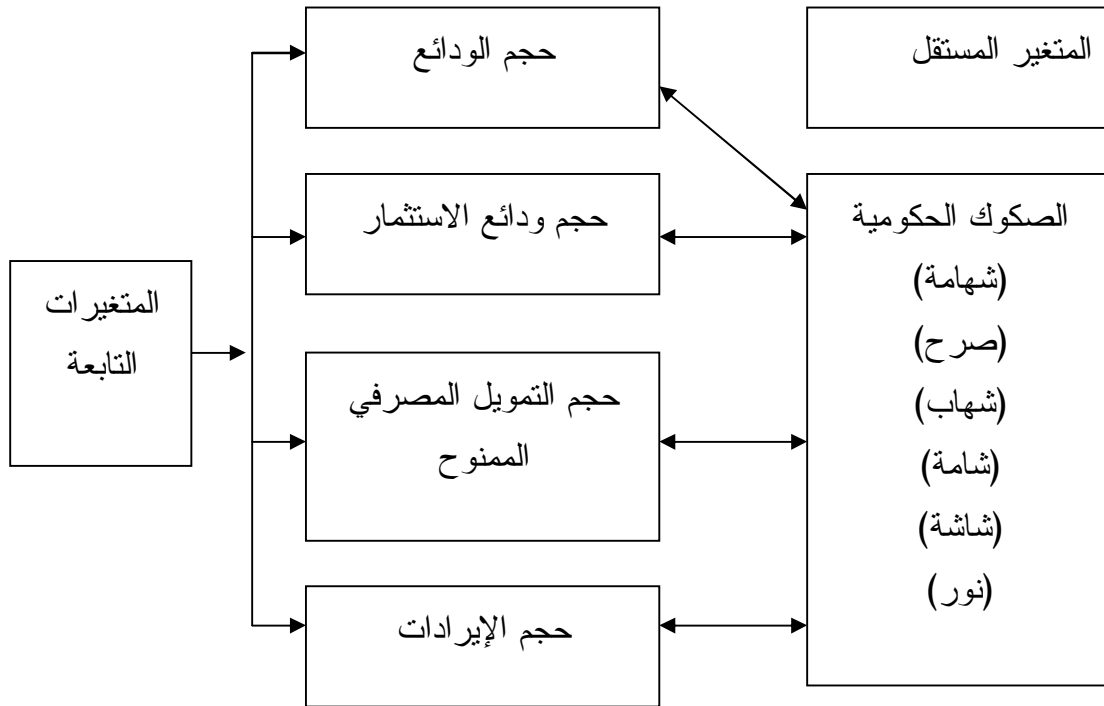 المتغير المستقل
الصكوك الحكومية
(شهامة)
(صرح)
(شهاب)
(شامة)
(شاشة)
(نور)
حجم الودائع
حجم ودائع الاستثمار
حجم التمويل المصرفي
الممنوح
حجم الإيرادات
المتغيرات
التابعة